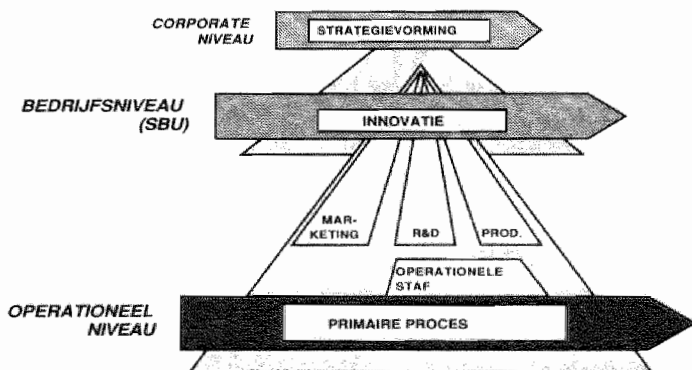 CORPORATE
NIVEAU
STRATEGIEVORMING
BEDRIJFSNIVEAU
(SBU)
INNOVATIE
MAR-
KETING
R&D
PROD.
OPERATIONELE
STAF
OPERATIONEEL
NIVEAU
PRIMAIRE PROCES